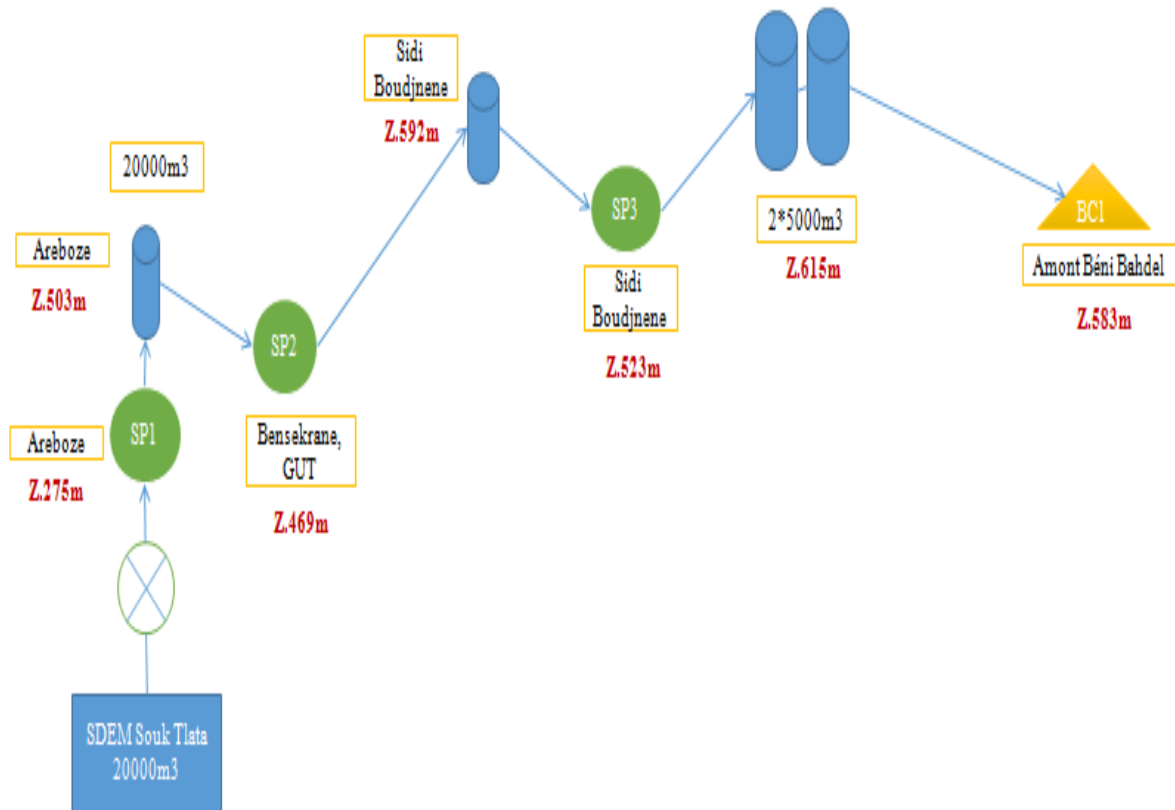 Sidi
Boudjnene
Z.592m
20000m3
Areboze
Z.503m
SP1
Areboze
Z.275m
SP2
Bensekrane,
GUT
Z.469m
SP3
Sidi
Boudjnene
Z.523m
2*5000m3
Z.615m
BC1
Amont Béni Bahdel
Z.583m
SDEM Souk Tlata
20000m3